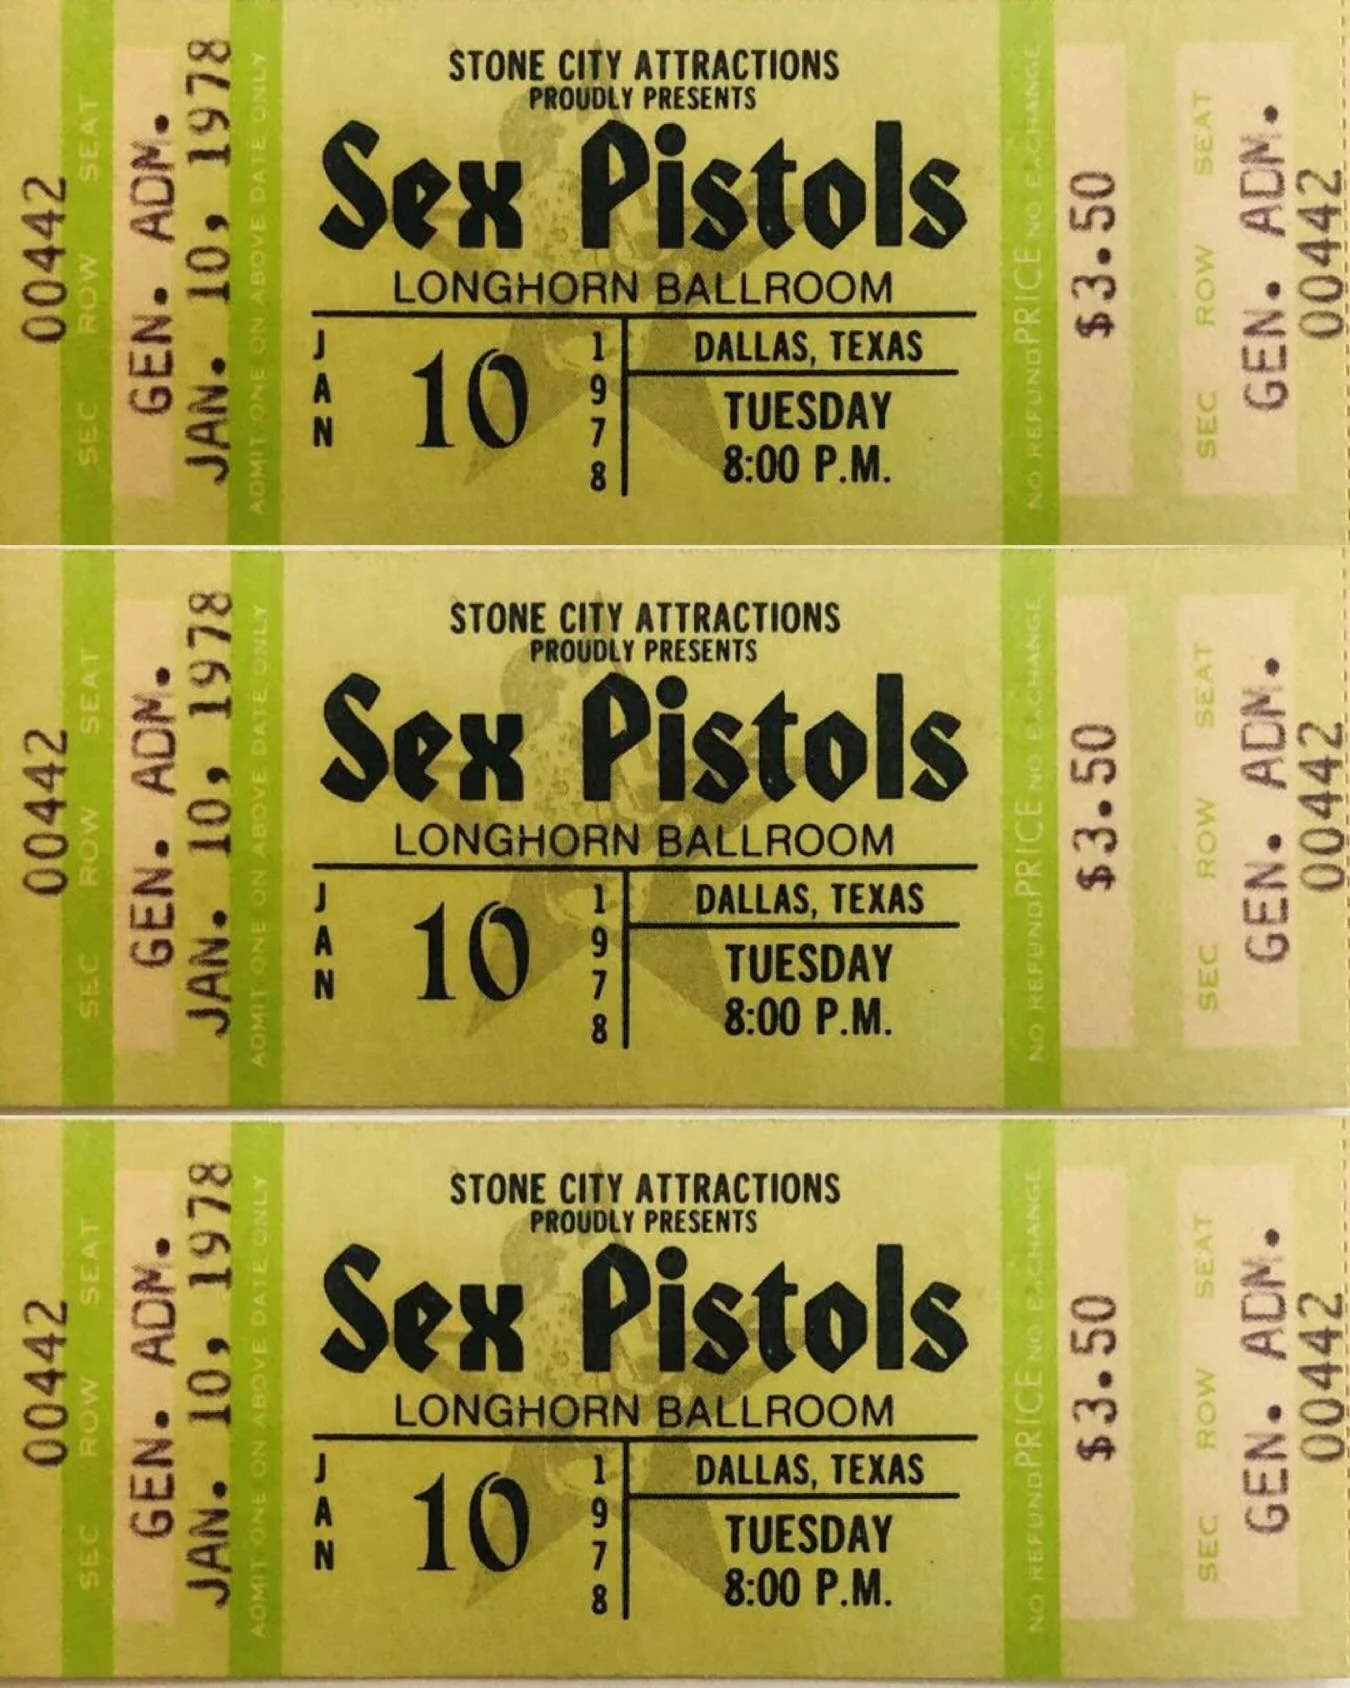 00442
SEC ROW SEAT
GEN. ADM.
JAN. 10, 1978
ADMIT ONE ON ABOVE DATE ONLY
STONE CITY ATTRACTIONS
PROUDLY PRESENTS
Sex Pistols
LONGHORN BALLROOM
JAN
10
1978
DALLAS, TEXAS
TUESDAY
8:00 P.M.
NO REFUND PRICE NO EXCHANGE
$3.50
SEC ROW SEAT
GEN. ADM.
00442
00442
SEC ROW SEAT
GEN. ADM.
JAN. 10, 1978
ADMIT ONE ON ABOVE DATE ONLY
STONE CITY ATTRACTIONS
PROUDLY PRESENTS
Sex Pistols
LONGHORN BALLROOM
JAN
10
1978
DALLAS, TEXAS
TUESDAY
8:00 P.M.
NO REFUND PRICE NO EXCHANGE
$3.50
SEC ROW SEAT
GEN. ADM.
00442
00442
SEC ROW SEAT
GEN. ADM.
JAN. 10, 1978
ADMIT ONE ON ABOVE DATE ONLY
STONE CITY ATTRACTIONS
PROUDLY PRESENTS
Sex Pistols
LONGHORN BALLROOM
JAN
10
1978
DALLAS, TEXAS
TUESDAY
8:00 P.M.
NO REFUND PRICE NO EXCHANGE
$3.50
SEC ROW SEAT
GEN. ADM.
00442